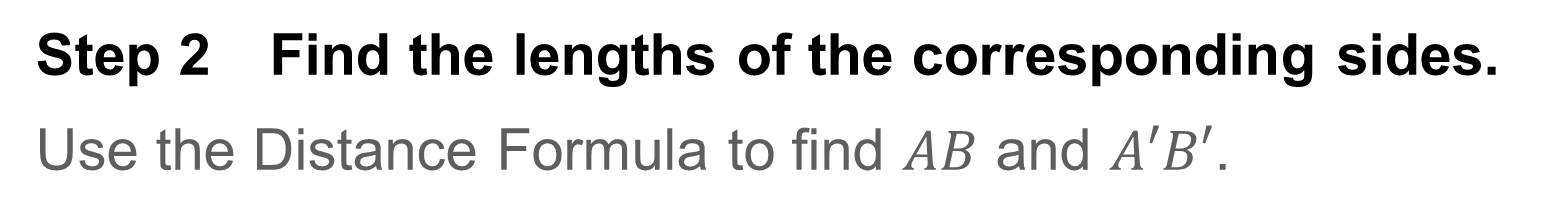 Step 2 Find the lengths of the corresponding sides.
Use the Distance Formula to find AB and A′B′.